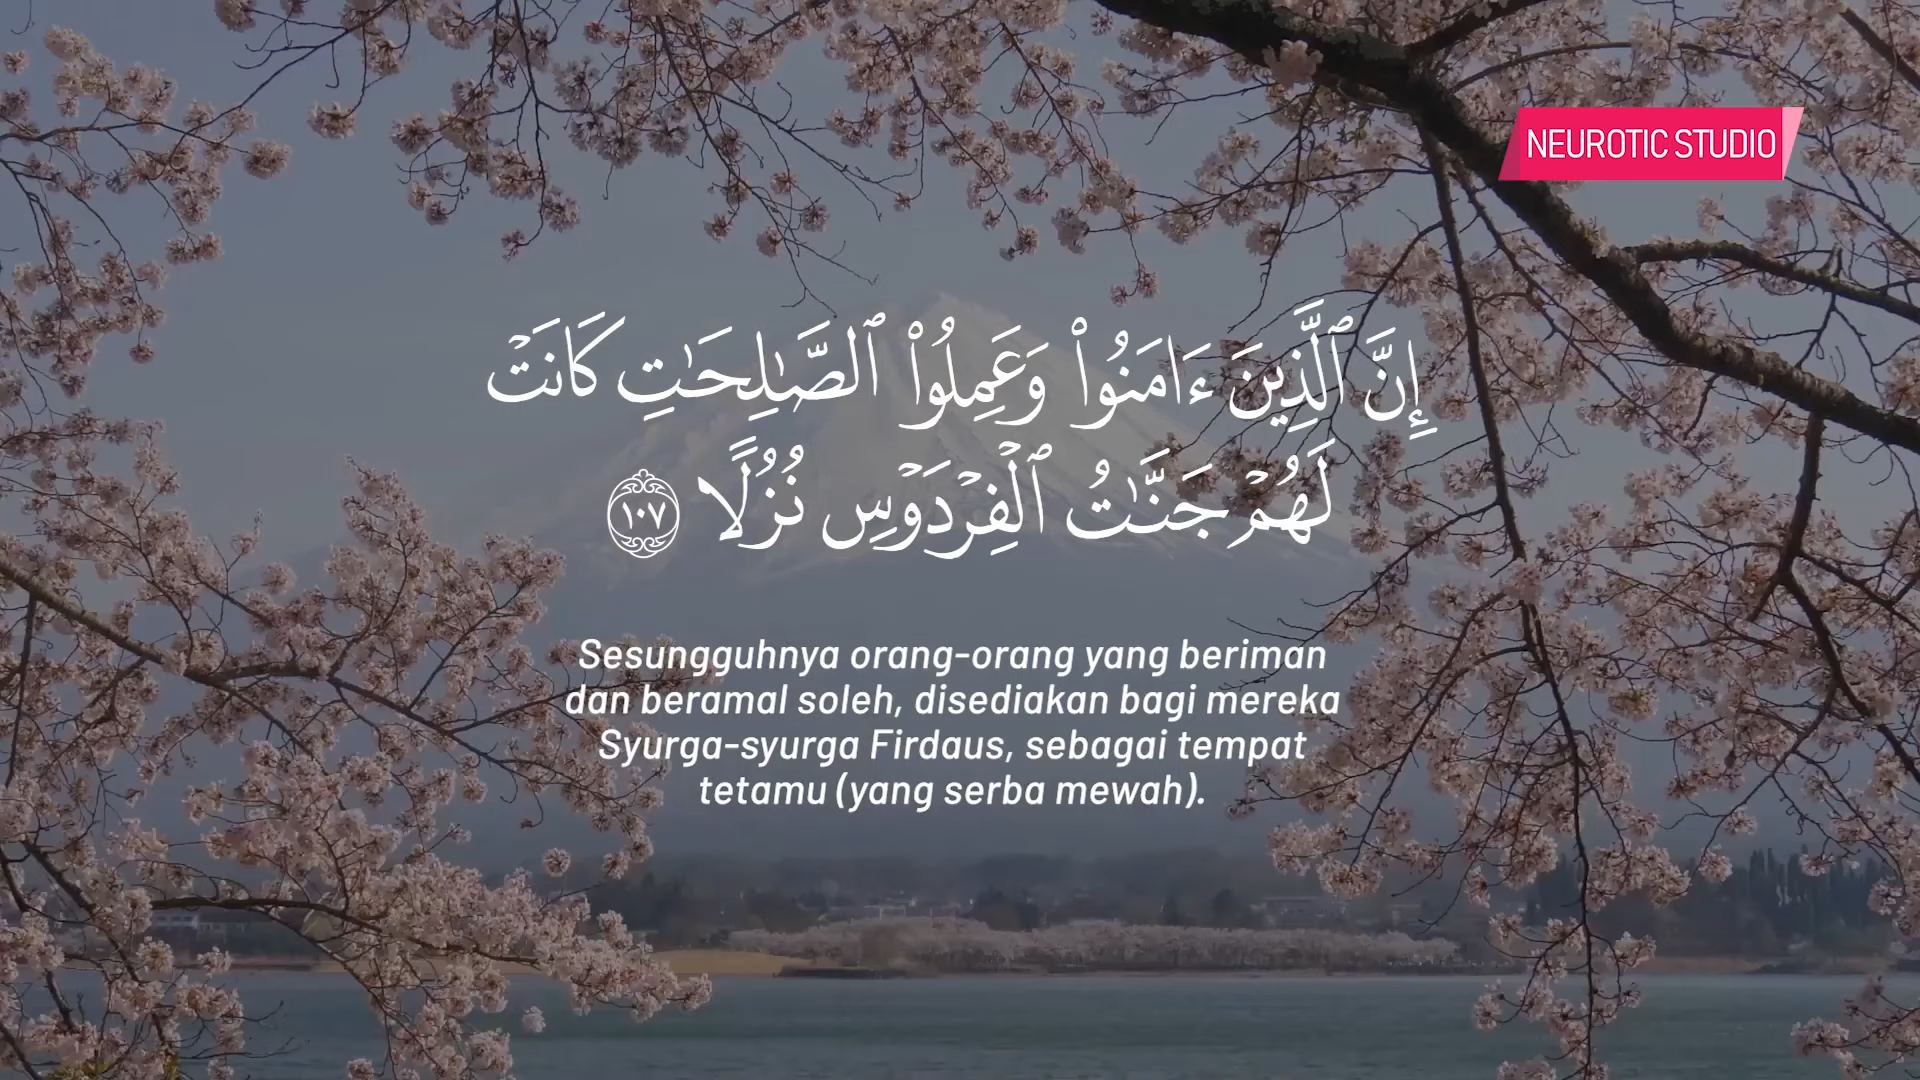 NEUROTIC STUDIO
إِنَّ ٱلَّذِينَ ءَامَنُوا۟ وَعَمِلُوا۟ ٱلصَّـٰلِحَـٰتِ كَانَتْ
لَهُمْ جَنَّـٰتُ ٱلْفِرْدَوْسِ نُزُلًا ١٠٧
Sesungguhnya orang-orang yang beriman
dan beramal soleh, disediakan bagi mereka
Syurga-syurga Firdaus, sebagai tempat
tetamu (yang serba mewah).